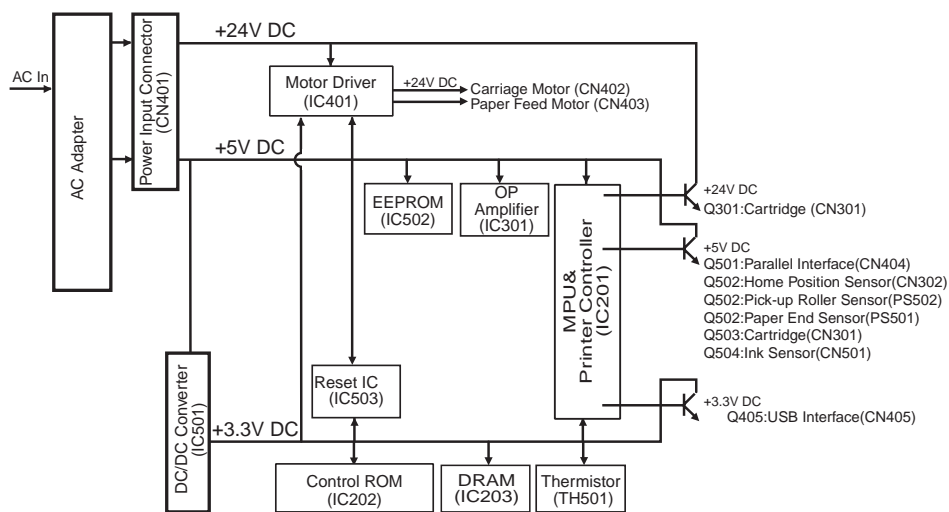 AC In
AC Adapter
Power Input Connector
(CN401)
+24V DC
Motor Driver
(IC401)
+24V DC
Carriage Motor (CN402)
Paper Feed Motor (CN403)
+5V DC
EEPROM
(IC502)
OP
Amplifier
(IC301)
MPU&
Printer Controller
(IC201)
+24V DC
Q301:Cartridge (CN301)
+5V DC
Q501:Parallel Interface(CN404)
Q502:Home Position Sensor(CN302)
Q502:Pick-up Roller Sensor(PS502)
Q502:Paper End Sensor(PS501)
Q503:Cartridge(CN301)
Q504:Ink Sensor(CN501)
Reset IC
(IC503)
+3.3V DC
Q405:USB Interface(CN405)
DC/DC Converter
(IC501)
+3.3V DC
Control ROM
(IC202)
DRAM
(IC203)
Thermistor
(TH501)